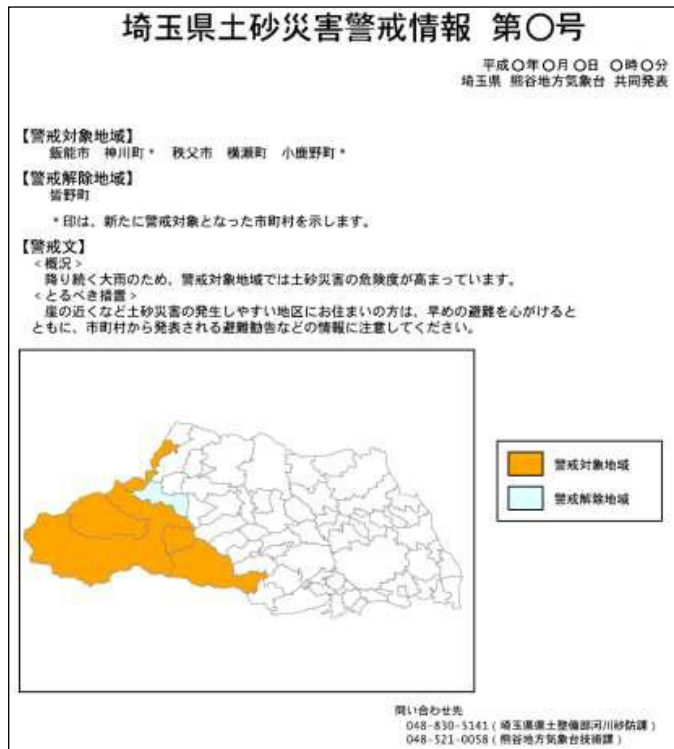 埼玉県土砂災害警戒情報 第〇号
平成〇年〇月〇日 〇時〇分
埼玉県 熊谷地方気象台 共同発表
【警戒対象地域】
飯能市 神川町* 秩父市 横瀬町 小鹿野町*
【警戒解除地域】
皆野町
*印は、新たに警戒対象となった市町村を示します。
【警戒文】
<概況>
降り続く大雨のため、警戒対象地域では土砂災害の危険度が高まっています。
<とるべき措置>
崖の近くなど土砂災害の発生しやすい地区にお住まいの方は、早めの避難を心がけると
ともに、市町村から発表される避難勧告などの情報に注意してください。
警戒対象地域
警戒解除地域
問い合わせ先
048-830-5141(埼玉県県土整備部河川砂防課)
048-521-0058(熊谷地方気象台技術課)